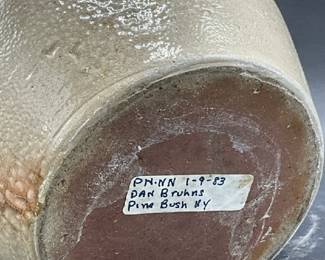 PN·NN 1-9-83
DAN Bruhns
Pine Bush NY